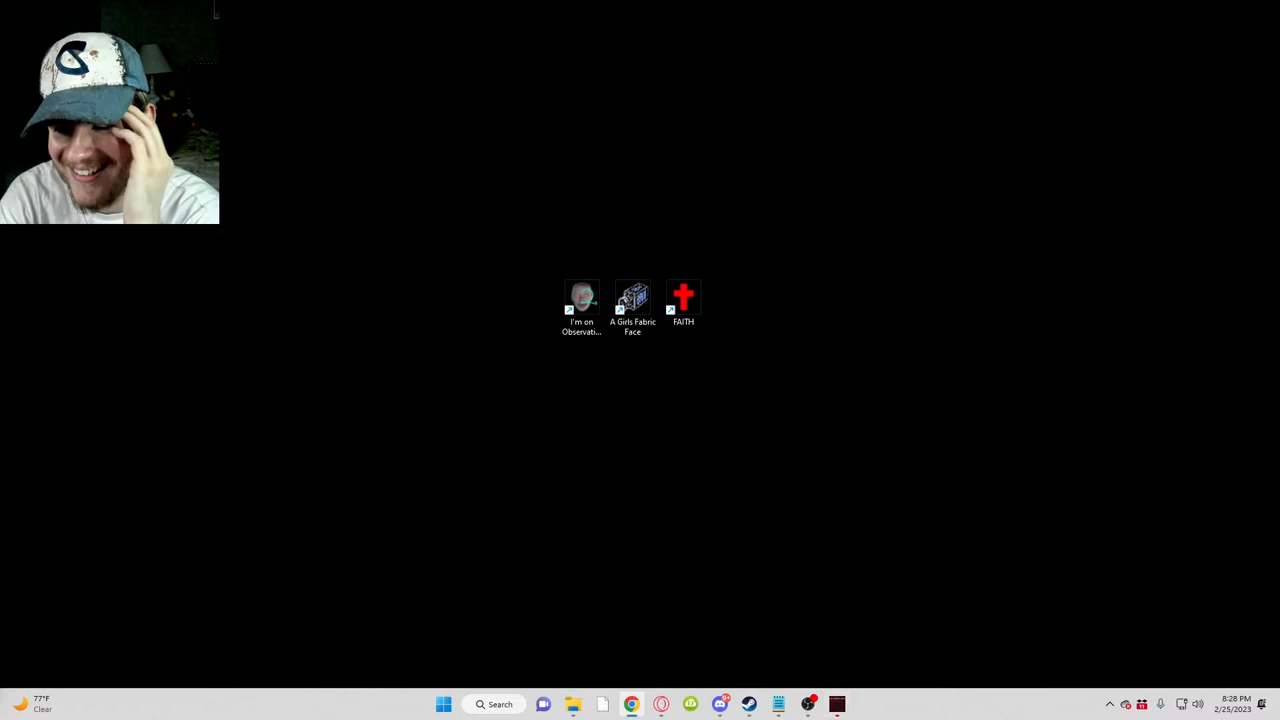 I'm on
Observati...
A Girls Fabric
Face
FAITH
77°F
Clear
Search
8:28 PM
2/25/2023